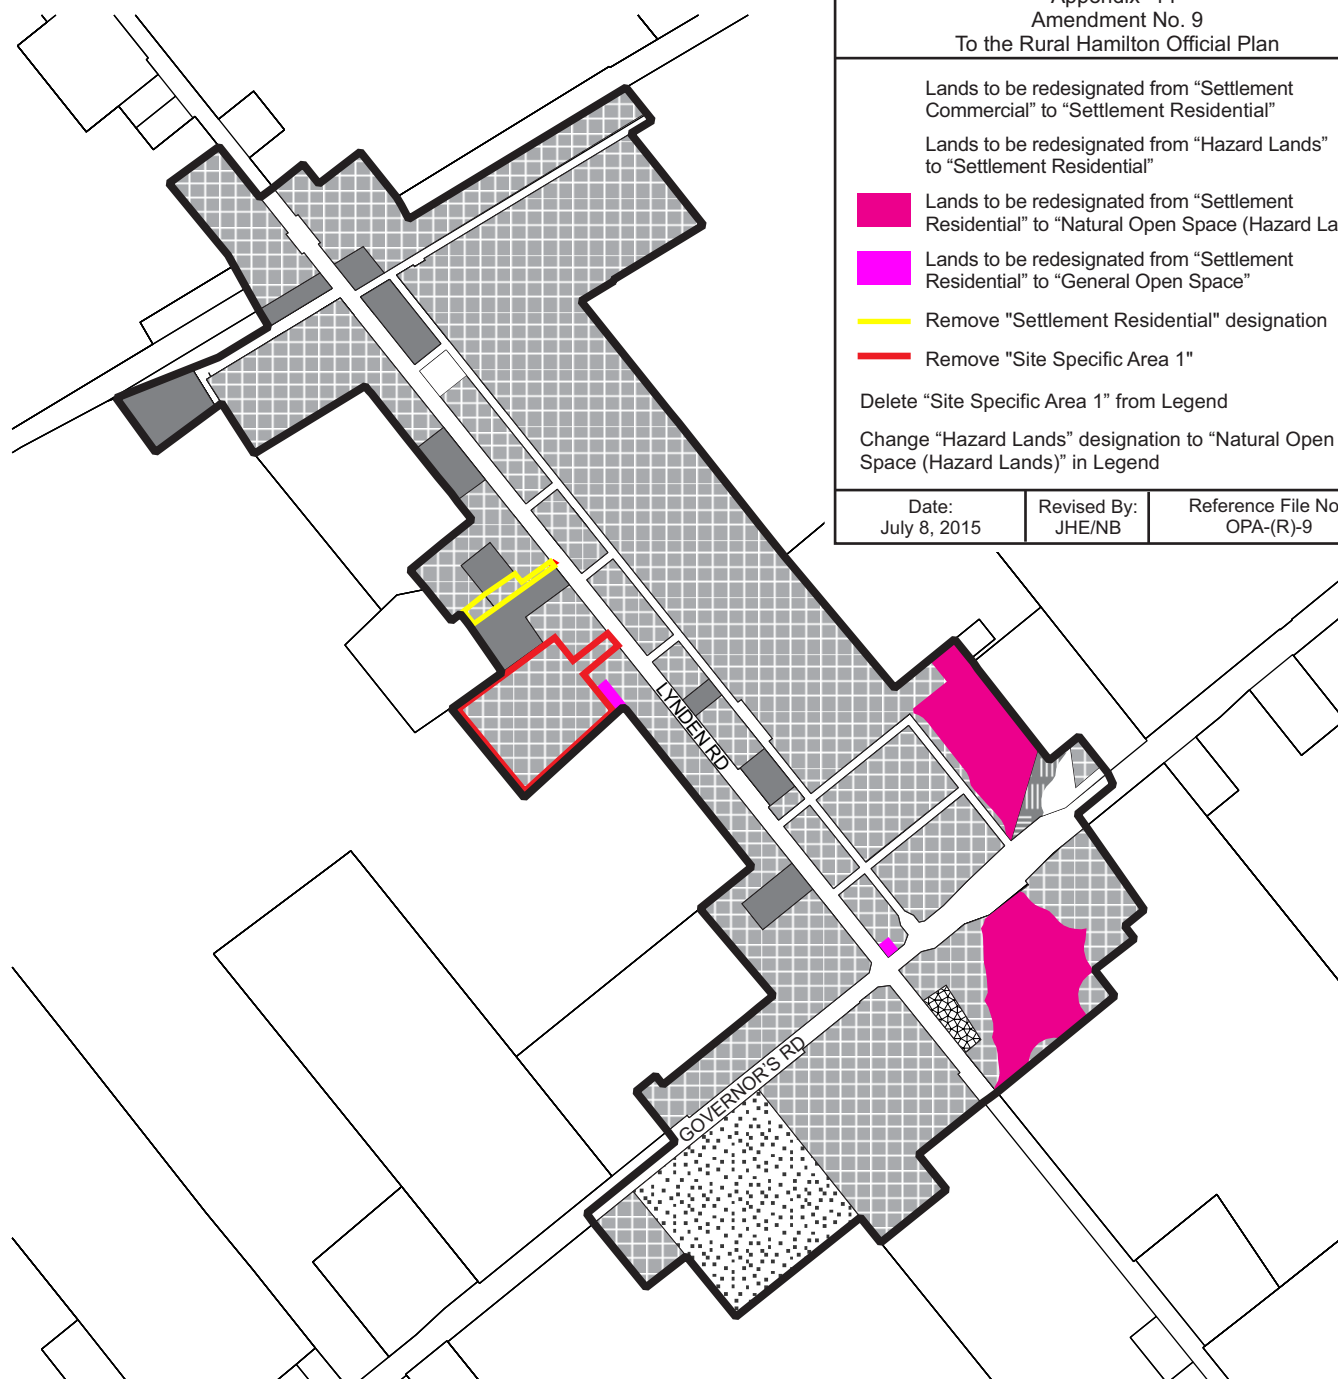 Amendment No. 9
To the Rural Hamilton Official Plan
Lands to be redesignated from “Settlement
Commercial” to “Settlement Residential”
Lands to be redesignated from “Hazard Lands”
to “Settlement Residential”
Lands to be redesignated from “Settlement
Residential” to “Natural Open Space (Hazard La
Lands to be redesignated from “Settlement
Residential” to “General Open Space”
Remove "Settlement Residential" designation
Remove "Site Specific Area 1"
Delete “Site Specific Area 1” from Legend
Change “Hazard Lands” designation to “Natural Open
Space (Hazard Lands)” in Legend
Date:
July 8, 2015
Revised By:
JHE/NB
Reference File No
OPA-(R)-9
LYNDEN RD
GOVERNOR'S RD